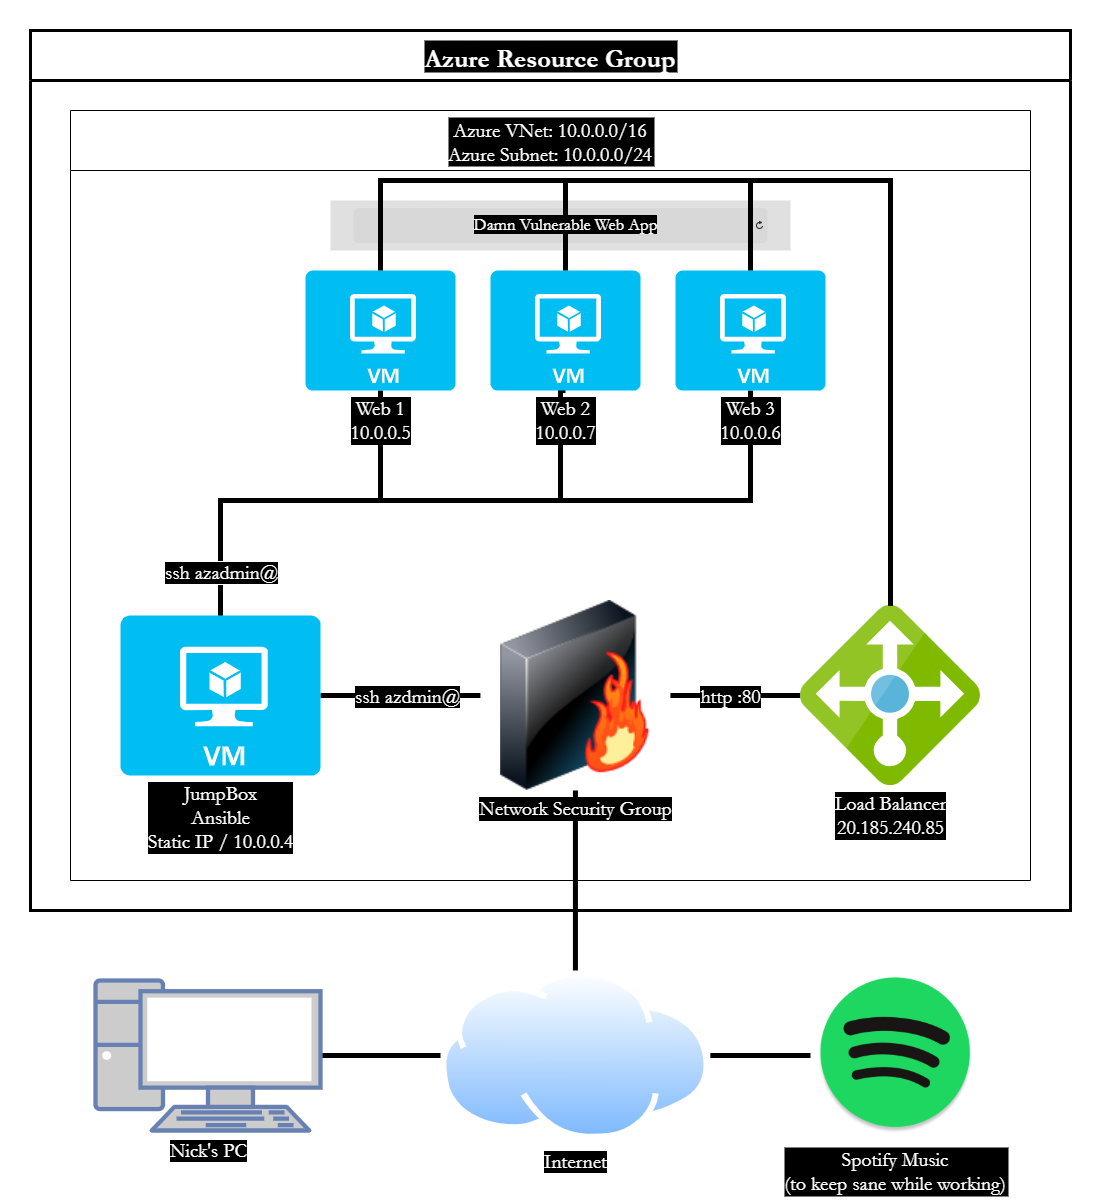 Azure Resource Group
Azure VNet: 10.0.0.0/16
Azure Subnet: 10.0.0.0/24
Damn Vulnerable Web App
VM
VM
VM
Web 1
10.0.0.5
Web 2
10.0.0.7
Web 3
10.0.0.6
ssh azadmin@
ssh azdmin@
http :80
VM
JumpBox
Ansible
Static IP / 10.0.0.4
Network Security Group
Load Balancer
20.185.240.85
Nick's PC
Internet
Spotify Music
(to keep sane while working)